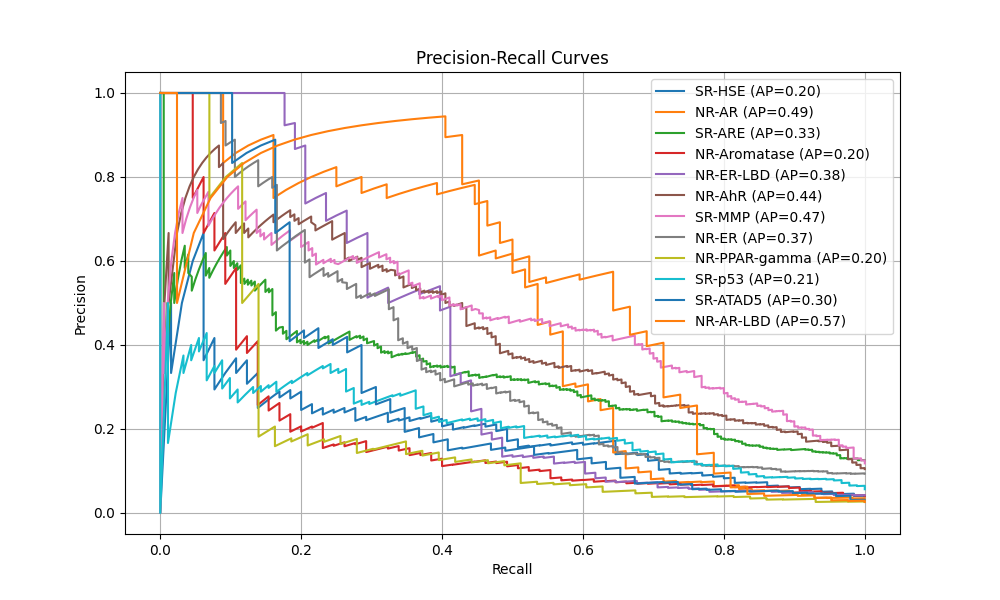 Precision-Recall Curves
Precision
1.0
0.8
0.6
0.4
0.2
0.0
SR-HSE (AP=0.20)
NR-AR (AP=0.49)
SR-ARE (AP=0.33)
NR-Aromatase (AP=0.20)
NR-ER-LBD (AP=0.38)
NR-AhR (AP=0.44)
SR-MMP (AP=0.47)
NR-ER (AP=0.37)
NR-PPAR-gamma (AP=0.20)
SR-p53 (AP=0.21)
SR-ATAD5 (AP=0.30)
NR-AR-LBD (AP=0.57)
0.0 0.2 0.4 0.6 0.8 1.0
Recall